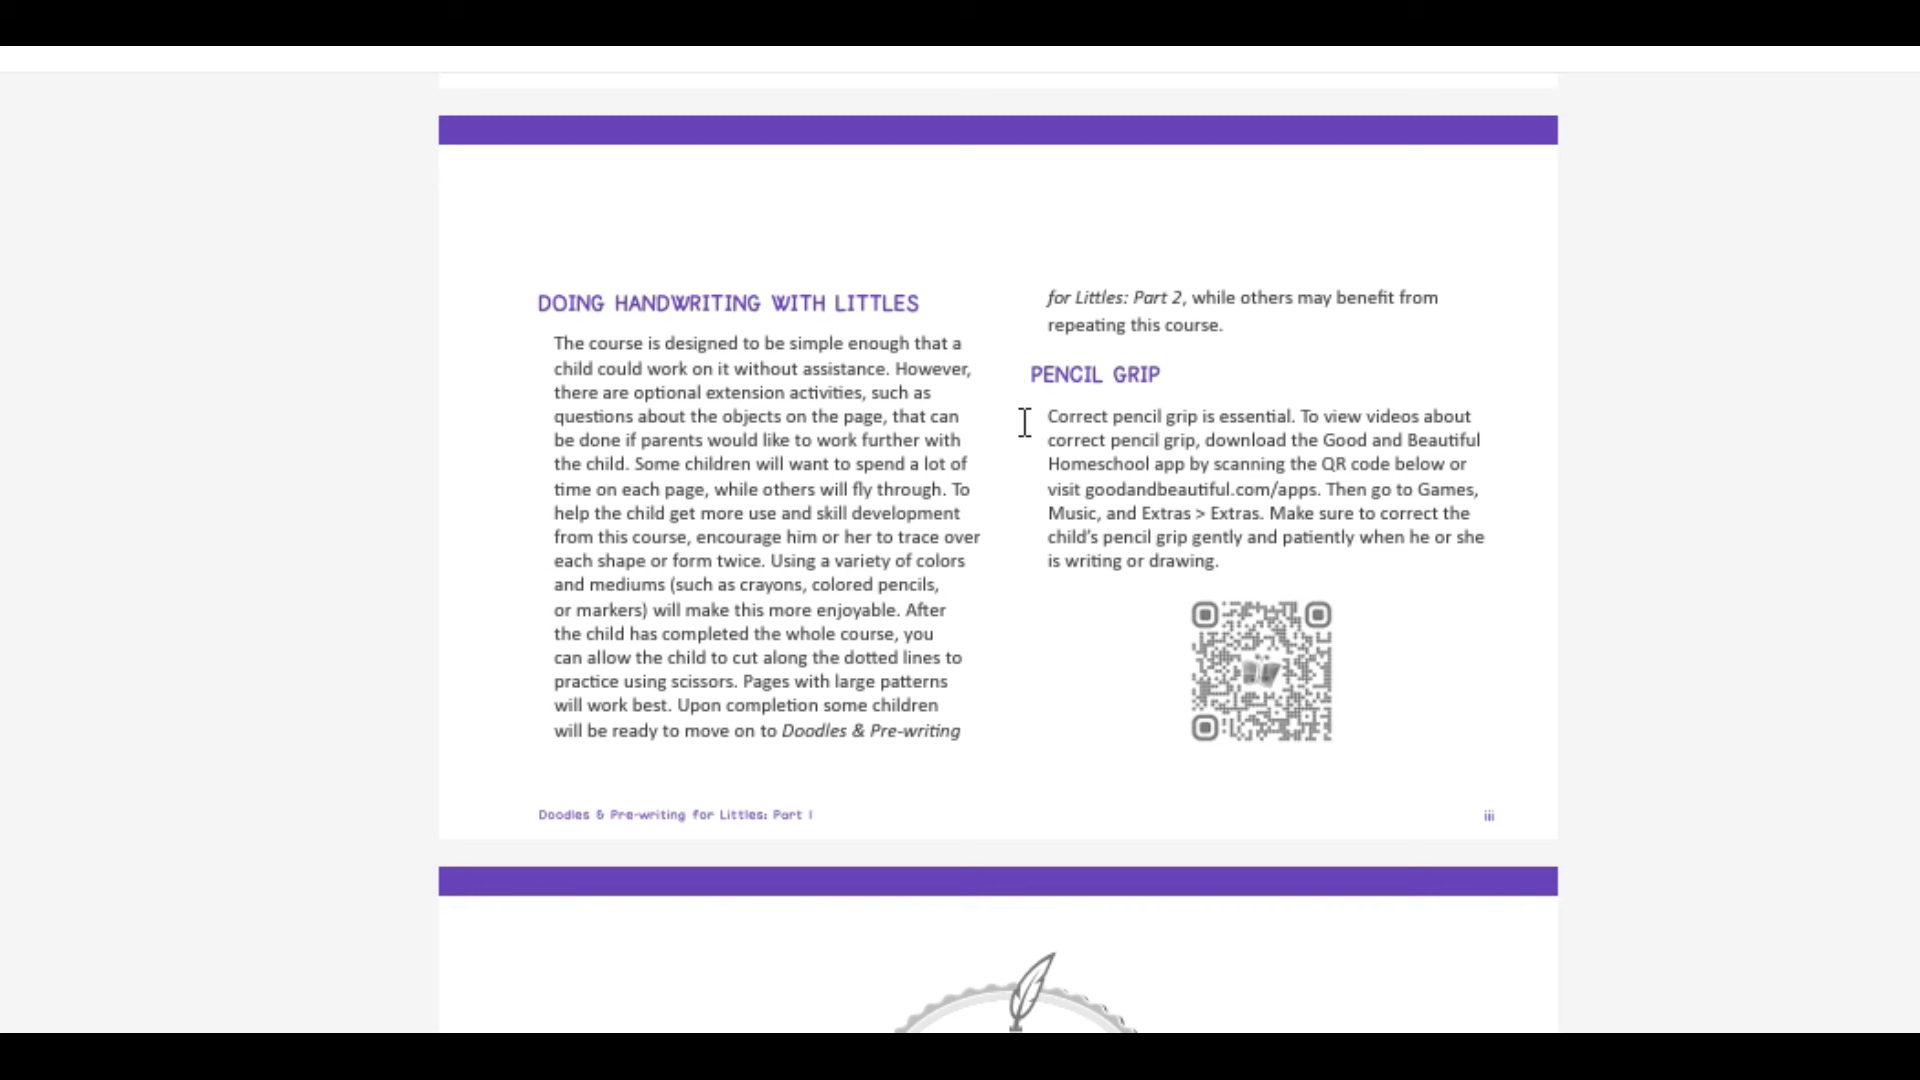 DOING HANDWRITING WITH LITTLES
The course is designed to be simple enough that a
child could work on it without assistance. However,
there are optional extension activities, such as
questions about the objects on the page, that can
be done if parents would like to work further with
the child. Some children will want to spend a lot of
time on each page, while others will fly through. To
help the child get more use and skill development
from this course, encourage him or her to trace over
each shape or form twice. Using a variety of colors
and mediums (such as crayons, colored pencils,
or markers) will make this more enjoyable. After
the child has completed the whole course, you
can allow the child to cut along the dotted lines to
practice using scissors. Pages with large patterns
will work best. Upon completion some children
will be ready to move on to Doodles & Pre-writing
for Littles: Part 2, while others may benefit from
repeating this course.
PENCIL GRIP
Correct pencil grip is essential. To view videos about
correct pencil grip, download the Good and Beautiful
Homeschool app by scanning the QR code below or
visit goodandbeautiful.com/apps. Then go to Games,
Music, and Extras > Extras. Make sure to correct the
child's pencil grip gently and patiently when he or she
is writing or drawing.
Doodles & Pre-writing for Littles: Part 1
iii